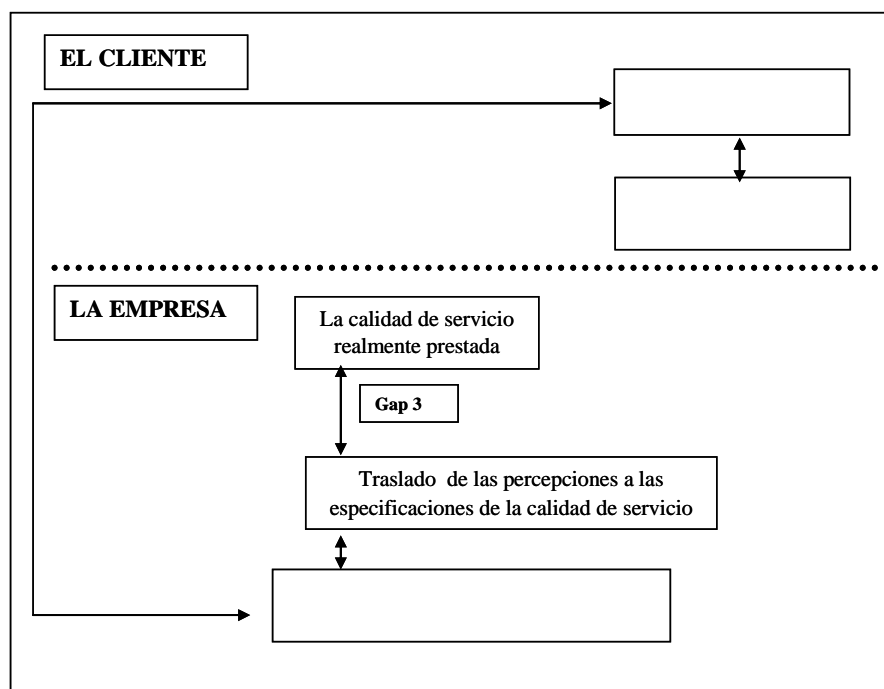 EL CLIENTE
LA EMPRESA
La calidad de servicio
realmente prestada
Gap 3
Traslado de las percepciones a las
especificaciones de la calidad de servicio